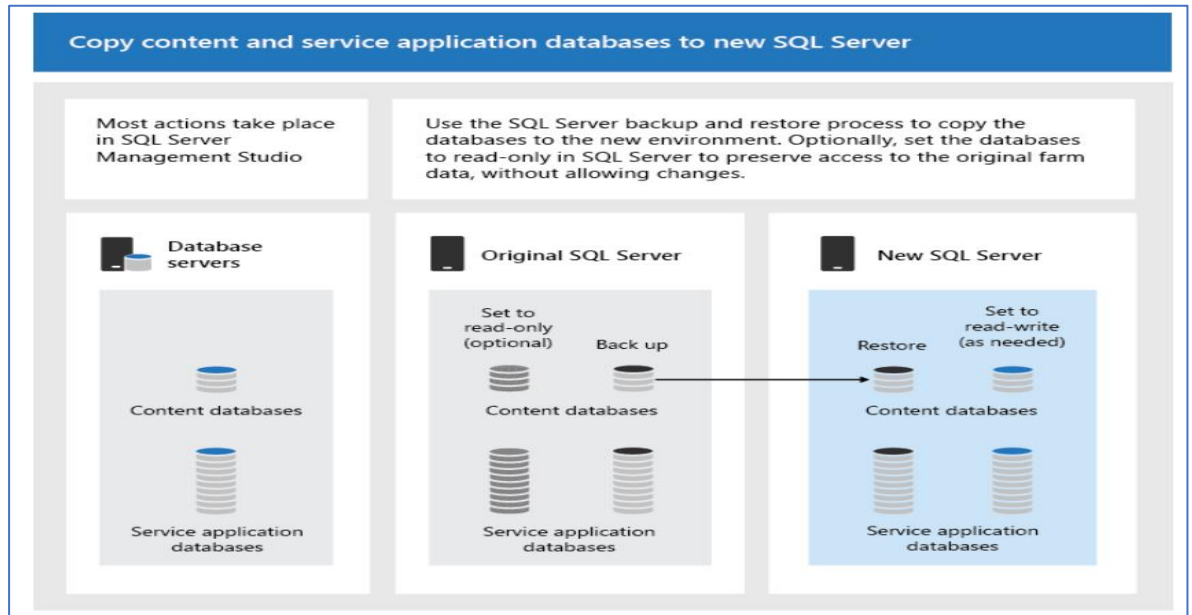 Copy content and service application databases to new SQL Server
Most actions take place
in SQL Server
Management Studio
Use the SQL Server backup and restore process to copy the
databases to the new environment. Optionally, set the databases
to read-only in SQL Server to preserve access to the original farm
data, without allowing changes.
Database
servers
Content databases
Service application
databases
Original SQL Server
Set to
read-only
(optional)
Back up
Content databases
Service application
databases
New SQL Server
Restore
Set to
read-write
(as needed)
Content databases
Service application
databases